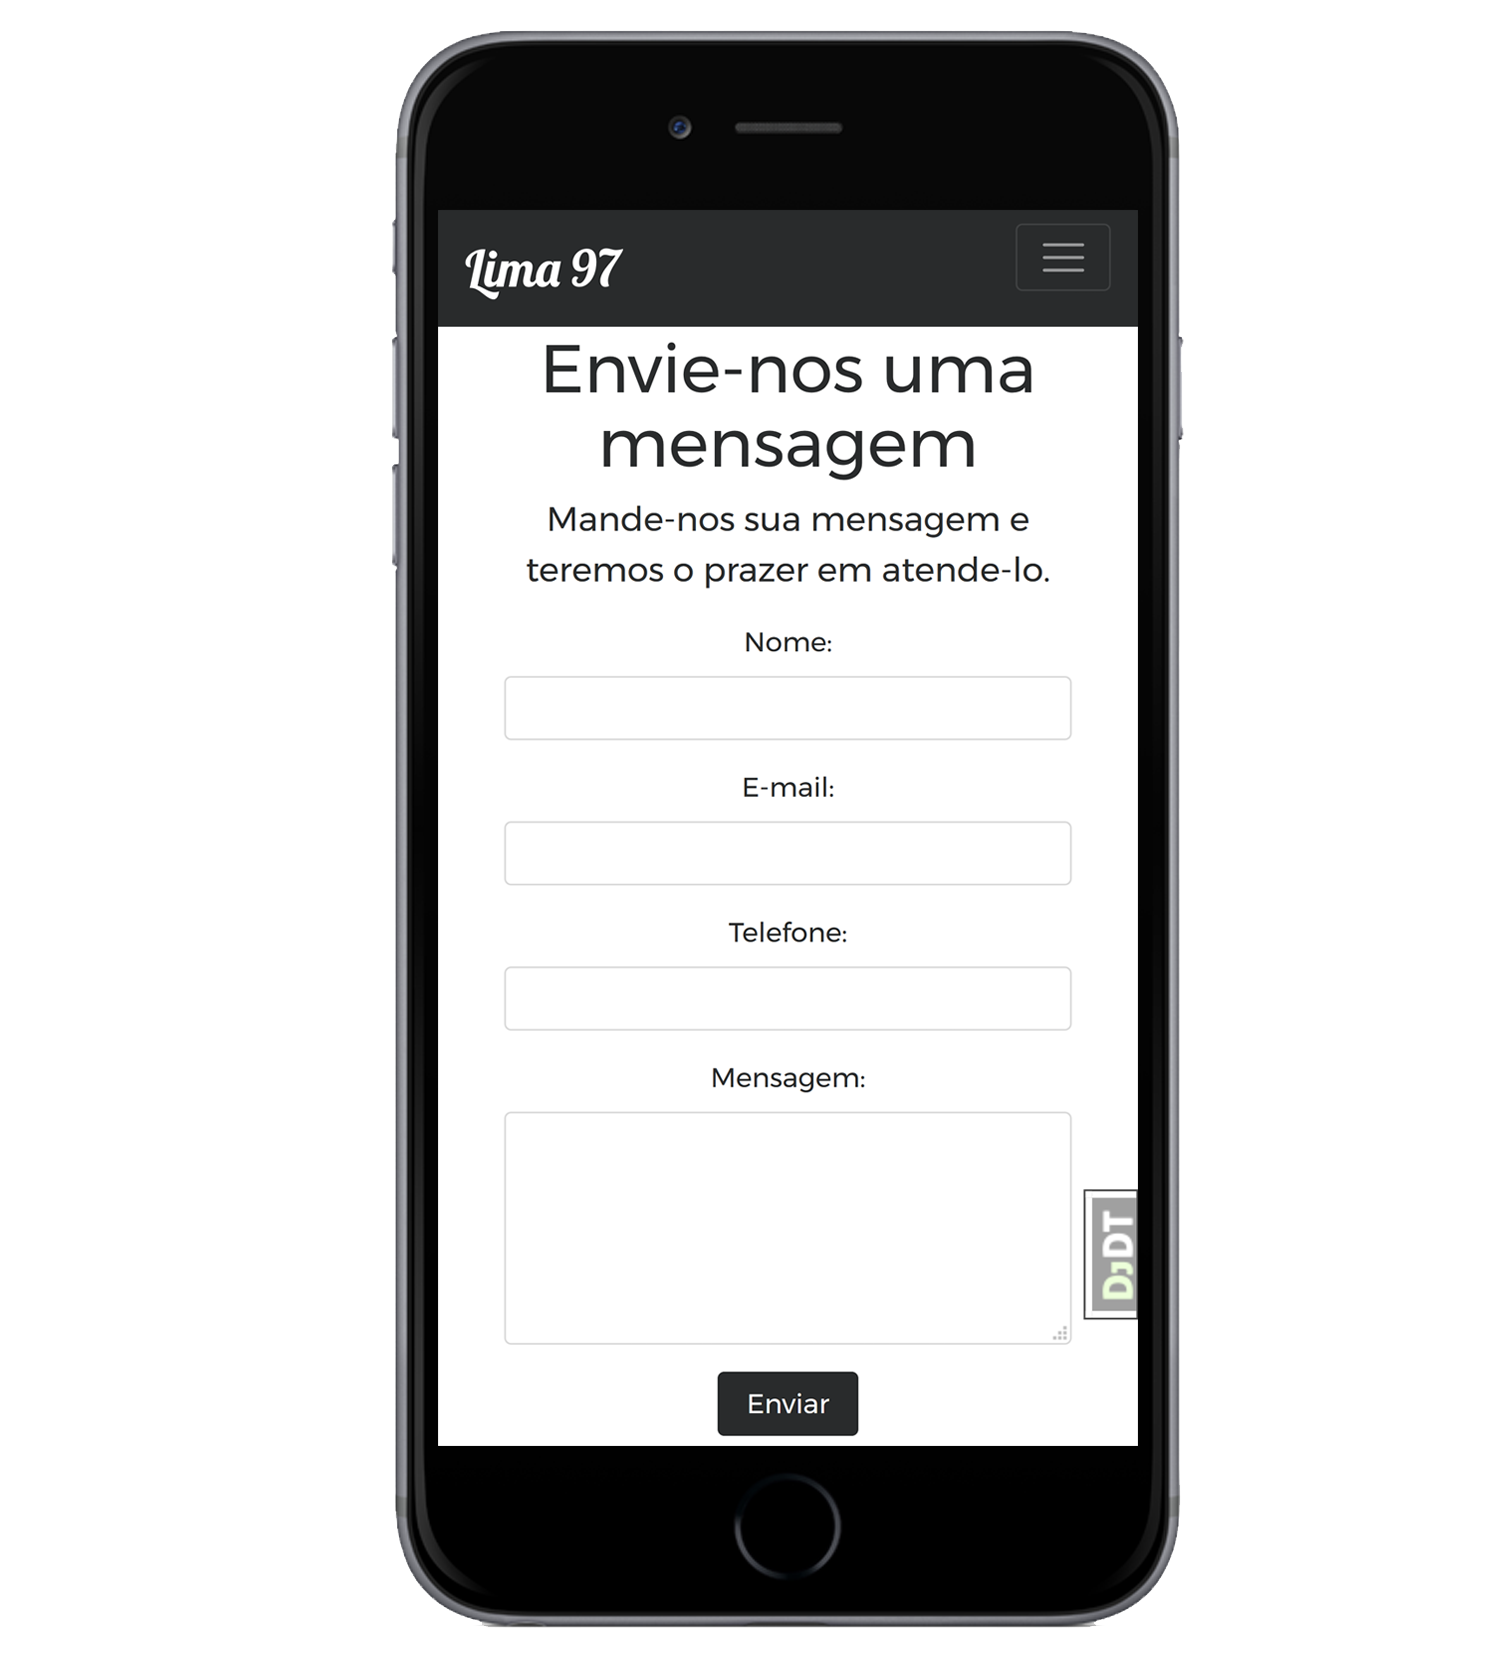 Lima 97
Envie-nos uma
mensagem
Mande-nos sua mensagem e
teremos o prazer em atende-lo.
Nome:
E-mail:
Telefone:
Mensagem:
DJDT
Enviar